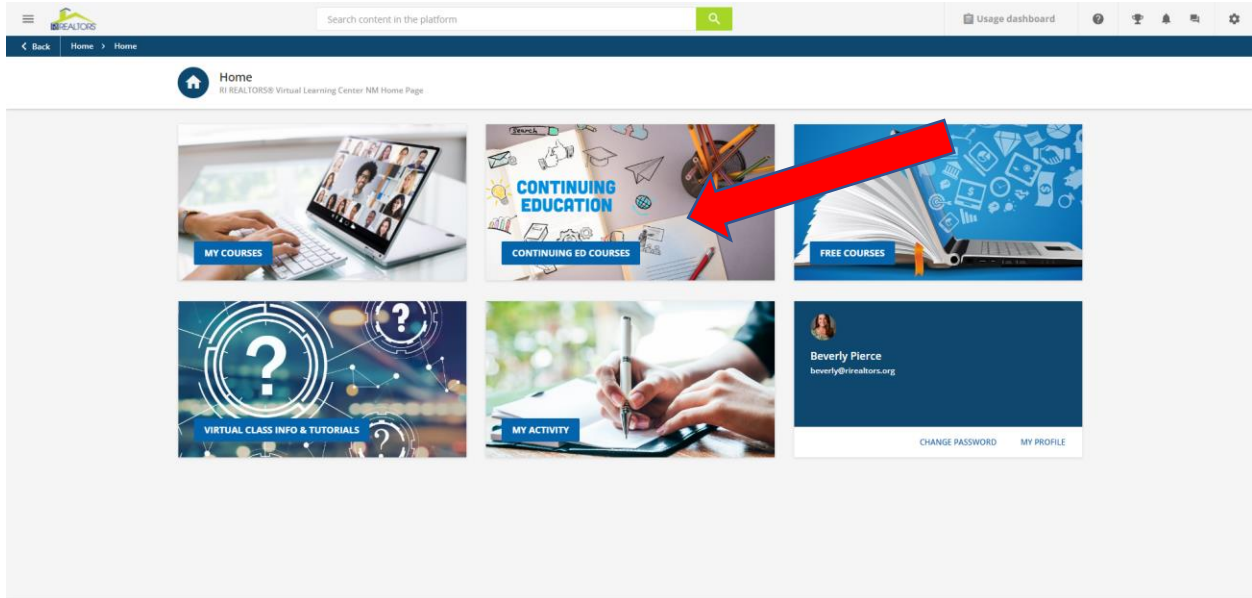 RIREALTORS
Search content in the platform
Usage dashboard
Back
Home > Home
Home
RI REALTORS® Virtual Learning Center NM Home Page
Search
CONTINUING
EDUCATION
MY COURSES
CONTINUING ED COURSES
FREE COURSES
?
?
?
VIRTUAL CLASS INFO & TUTORIALS
MY ACTIVITY
Beverly Pierce
beverly@rirealtors.org
CHANGE PASSWORD MY PROFILE